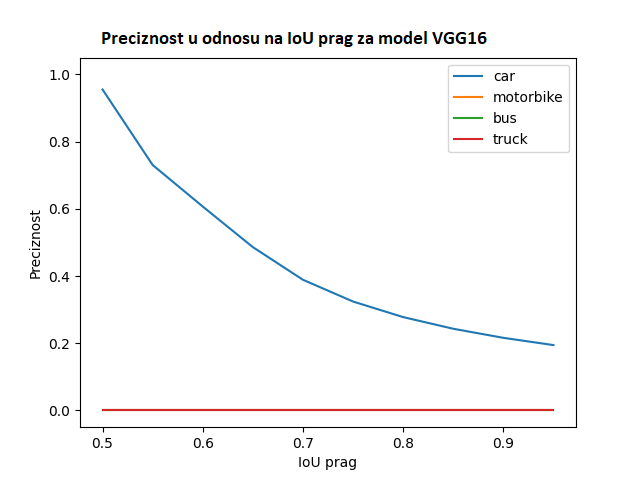 Preciznost u odnosu na IoU prag za model VGG16
1.0
0.8
0.6
0.4
0.2
0.0
Preciznost
car
motorbike
bus
truck
0.5
0.6
0.7
0.8
0.9
IoU prag